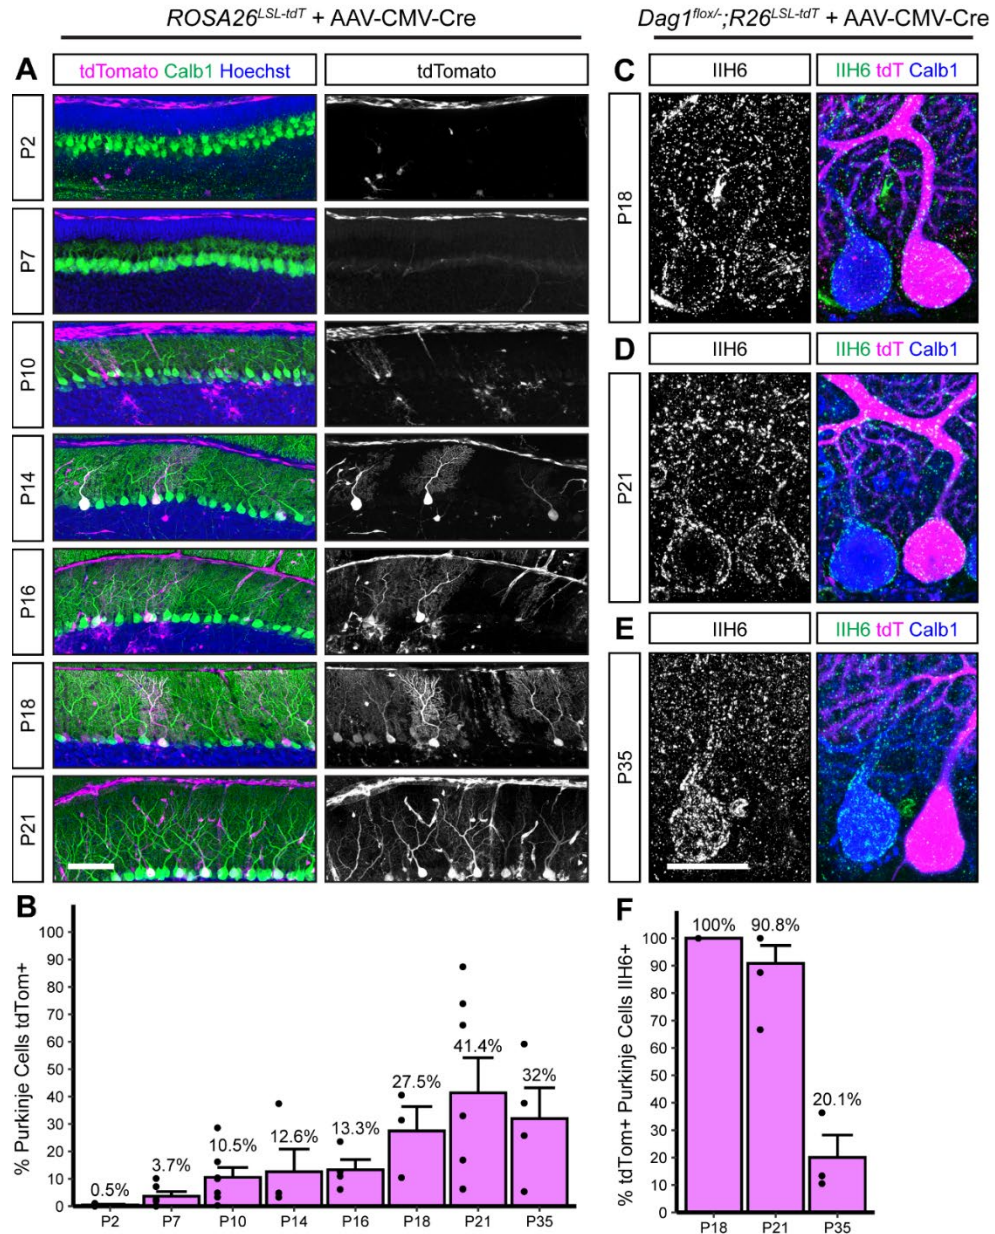 ROSA26LSL-tdT + AAV-CMV-Cre
Dag1flox/-;R26LSL-tdT + AAV-CMV-Cre
A
tdTomato Calb1 Hoechst
tdTomato
P2
P7
P10
P14
P16
P18
P21
C
IIH6
IIH6 tdT Calb1
P18
D
IIH6
IIH6 tdT Calb1
P21
E
IIH6
IIH6 tdT Calb1
P35
B
% Purkinje Cells tdTom+
100
90
80
70
60
50
40
30
20
10
0
0.5%
3.7%
10.5%
12.6%
13.3%
27.5%
41.4%
32%
P2 P7 P10 P14 P16 P18 P21 P35
F
% tdTom+ Purkinje Cells IIH6+
100
90
80
70
60
50
40
30
20
10
0
100%
90.8%
20.1%
P18 P21 P35